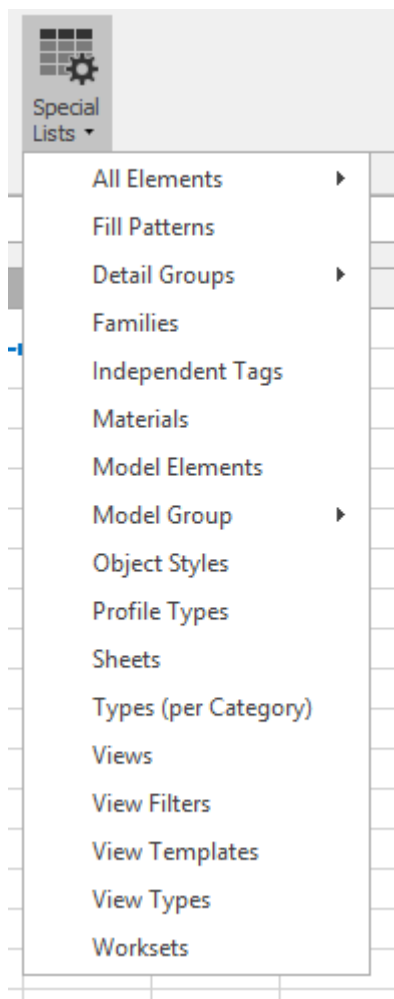 Special
Lists
All Elements
Fill Patterns
Detail Groups
Families
Independent Tags
Materials
Model Elements
Model Group
Object Styles
Profile Types
Sheets
Types (per Category)
Views
View Filters
View Templates
View Types
Worksets